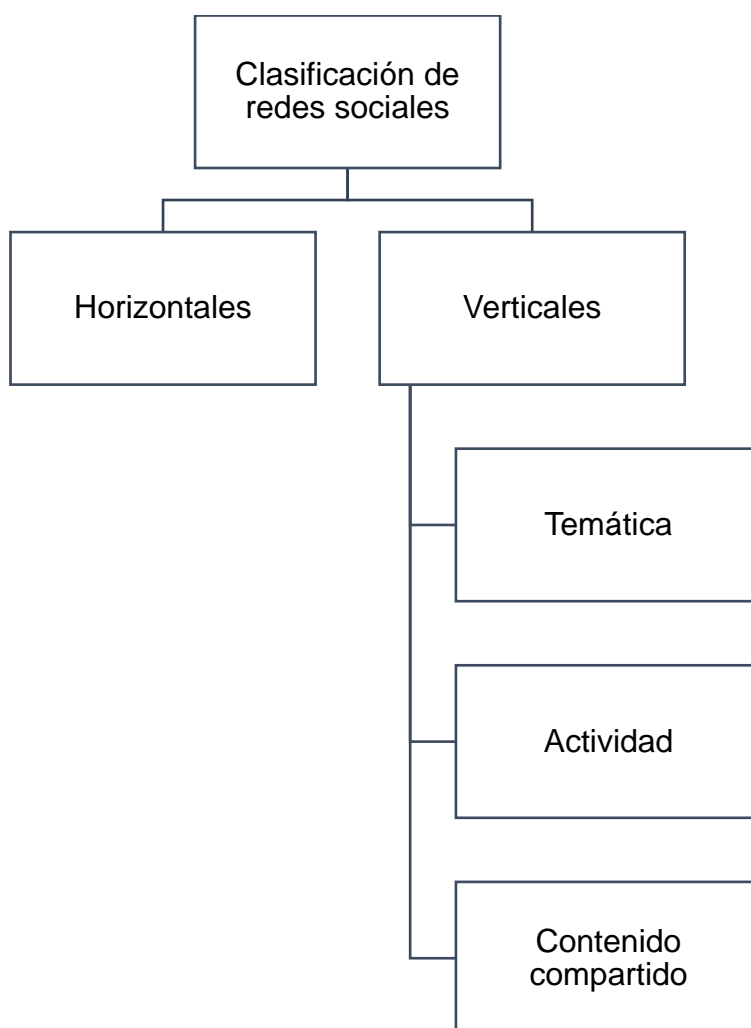 Clasificación de
redes sociales
Horizontales
Verticales
Temática
Actividad
Contenido
compartido